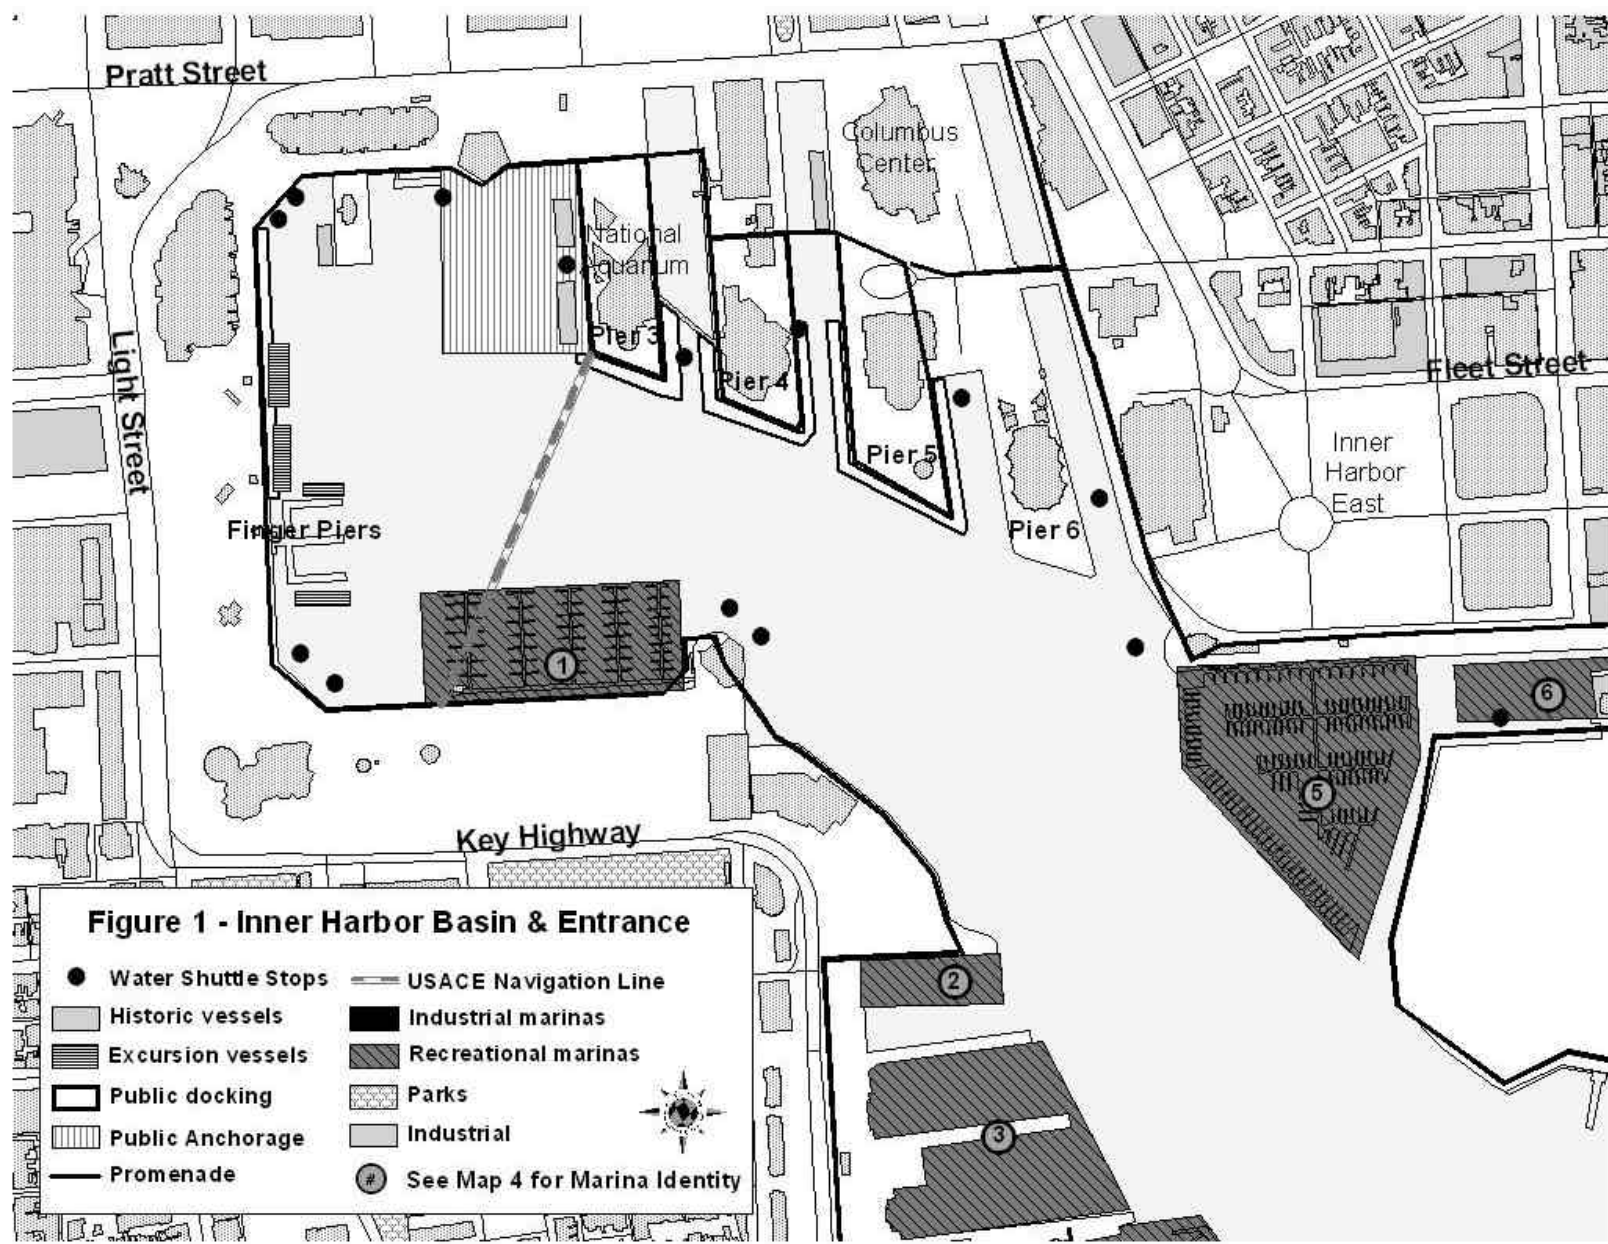 Pratt Street
Columbus
Center
National
Aquarium
Pier 3
Light Street
Pier 4
Fleet Street
Pier 5
Inner
Harbor
East
Finger Piers
Pier 6
1
6
5
Key Highway
2
3
Figure 1 - Inner Harbor Basin & Entrance
Water Shuttle Stops
USACE Navigation Line
Historic vessels
Industrial marinas
Excursion vessels
Recreational marinas
Public docking
Parks
Public Anchorage
Industrial
Promenade
# See Map 4 for Marina Identity